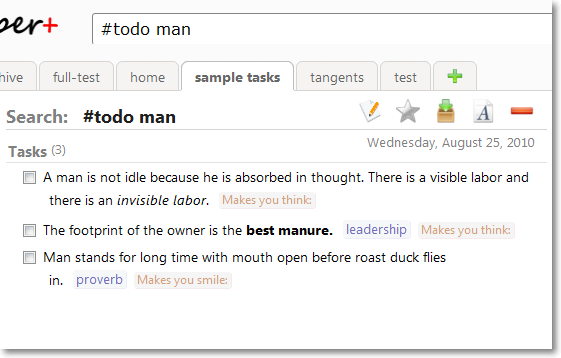 per+
#todo man
hive full-test home sample tasks tangents test
Search: #todo man
Wednesday, August 25, 2010
Tasks (3)
A man is not idle because he is absorbed in thought. There is a visible labor and
there is an invisible labor. Makes you think:
The footprint of the owner is the best manure. leadership Makes you think:
Man stands for long time with mouth open before roast duck flies
in. proverb Makes you smile: